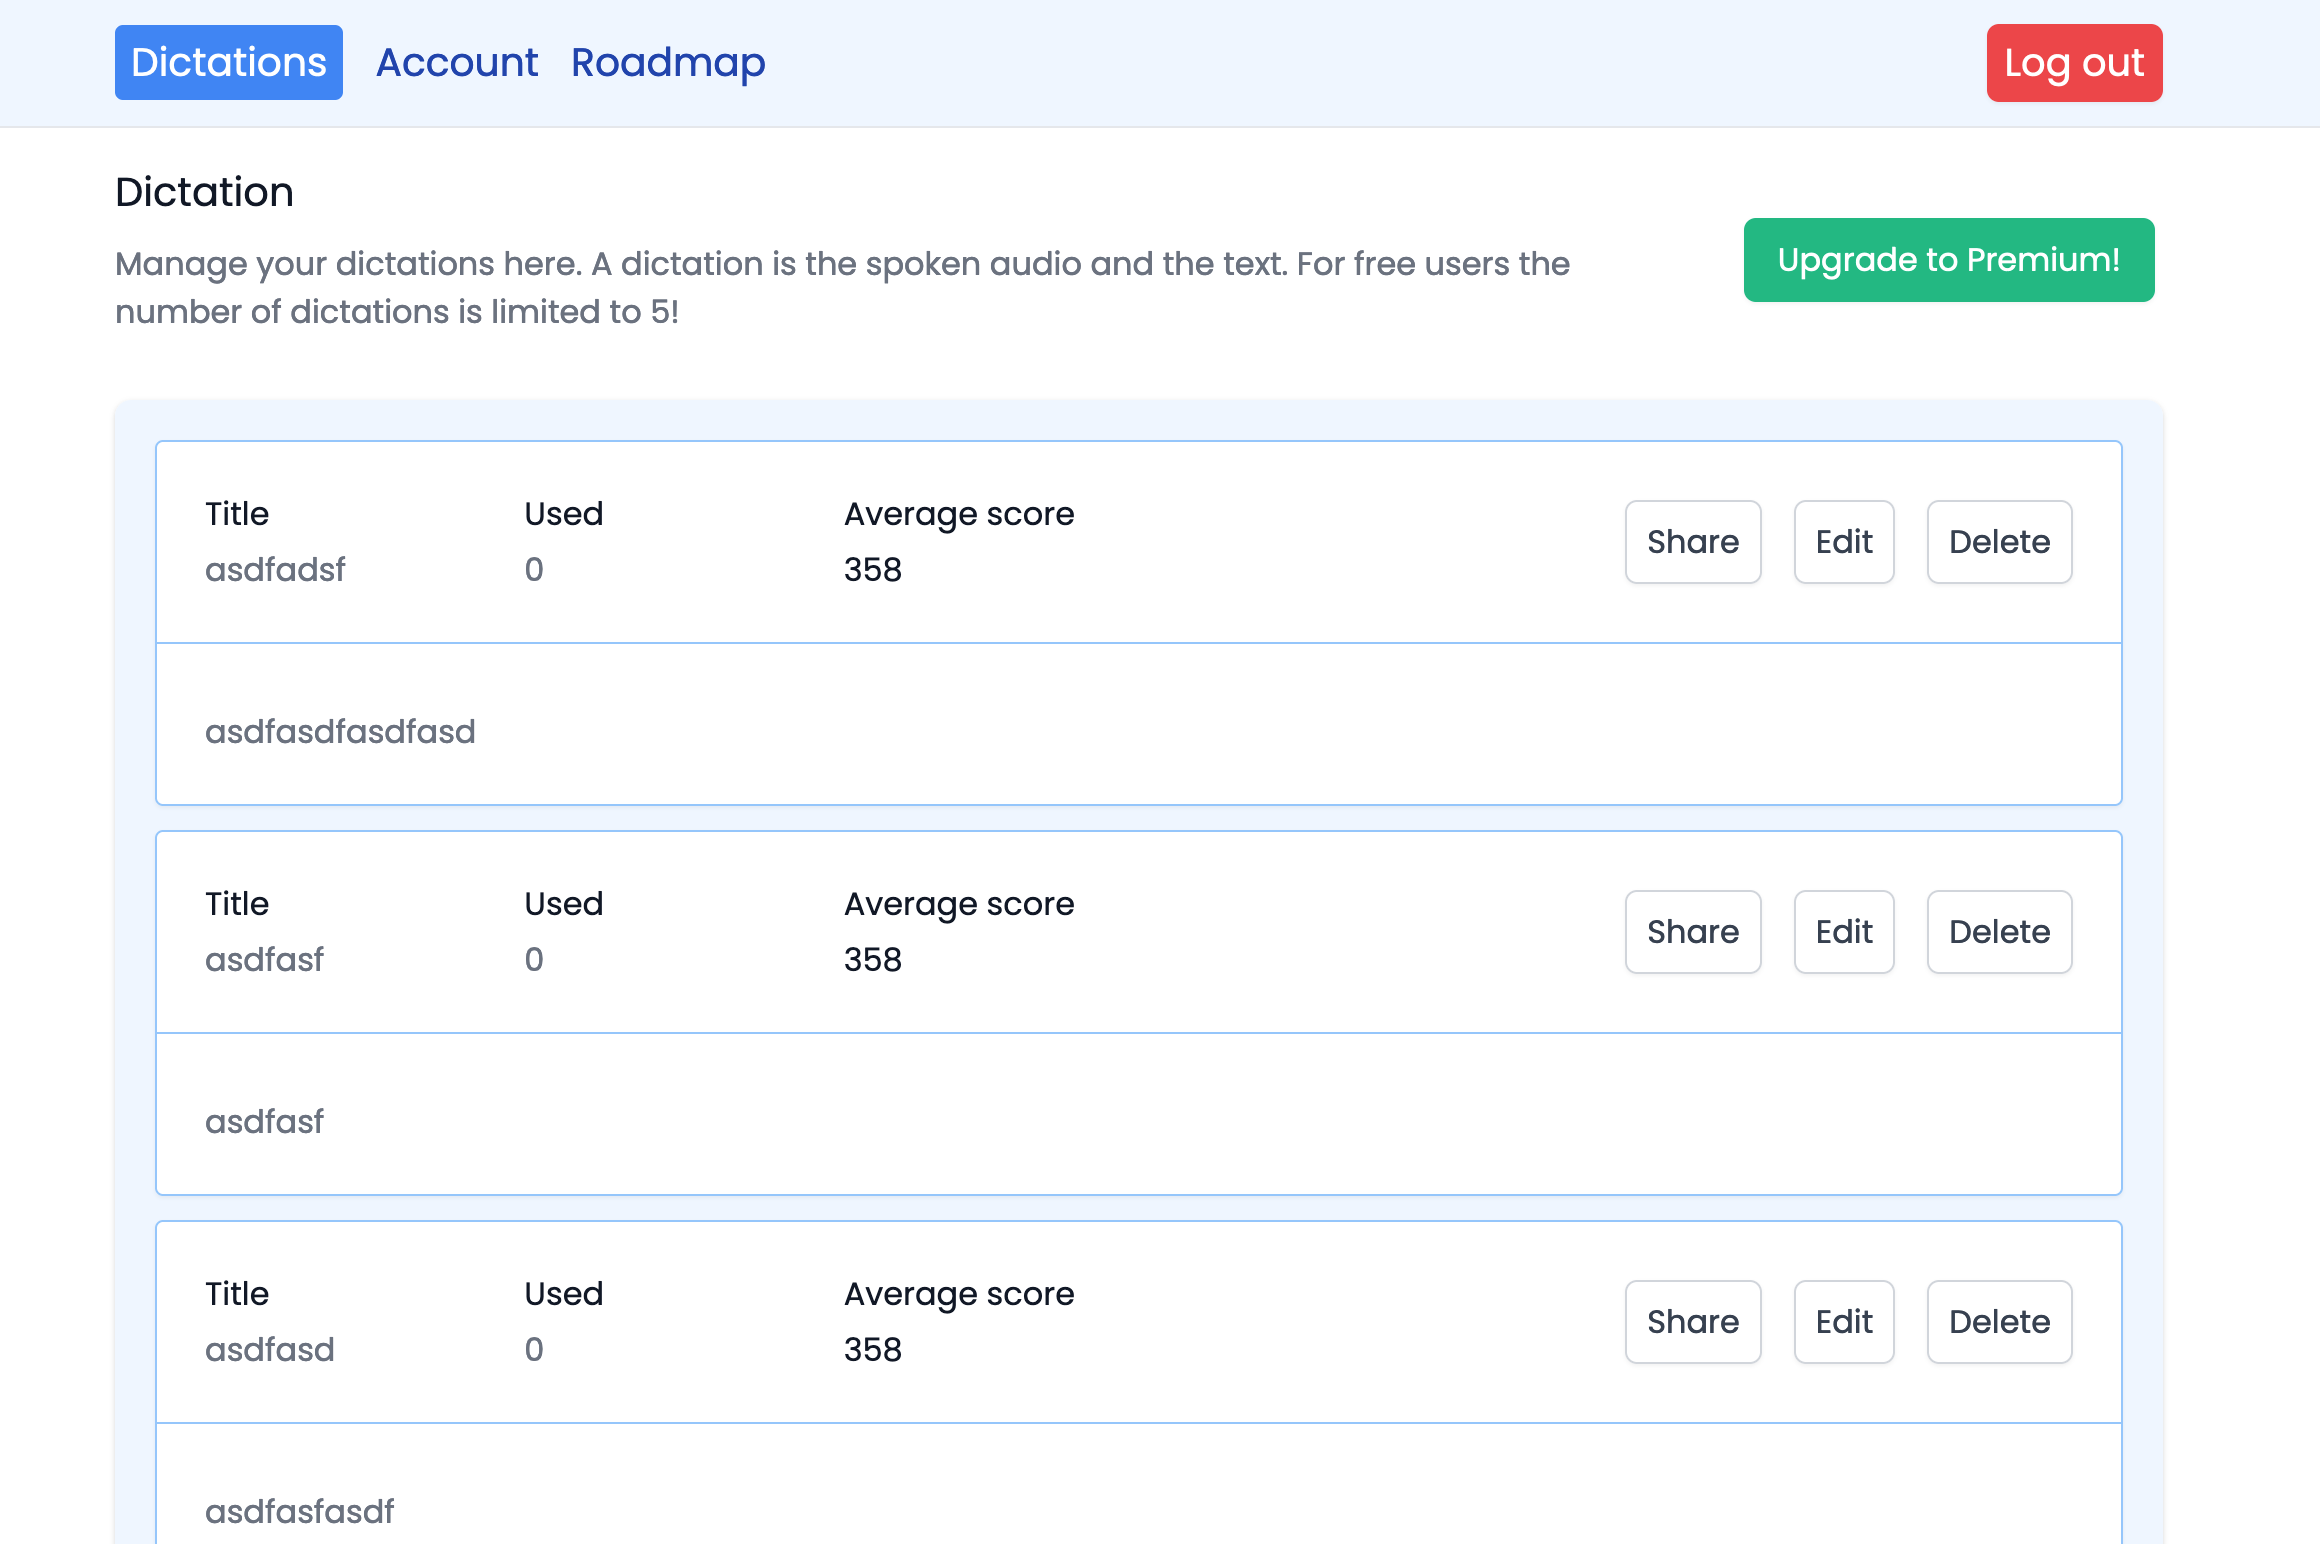 Dictations Account Roadmap Log out
Dictation
Manage your dictations here. A dictation is the spoken audio and the text. For free users the
number of dictations is limited to 5!
Upgrade to Premium!
Title Used Average score
asdfadsf 0 358
Share Edit Delete
asdfasdfasdfasd
Title Used Average score
asdfasf 0 358
Share Edit Delete
asdfasf
Title Used Average score
asdfasd 0 358
Share Edit Delete
asdfasfasdf